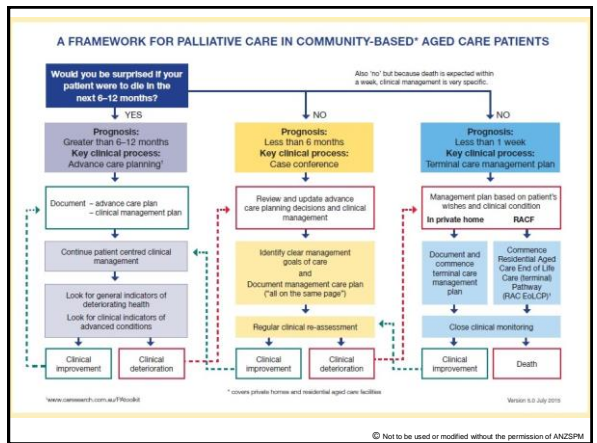 A FRAMEWORK FOR PALLIATIVE CARE IN COMMUNITY-BASED* AGED CARE PATIENTS
Would you be surprised if your
patient were to die in the
next 6–12 months?
Also 'no' but because death is expected within
a week, clinical management is very specific.
YES
NO
NO
Prognosis:
Greater than 6–12 months
Key clinical process:
Advance care planning†
Prognosis:
Less than 6 months
Key clinical process:
Case conference
Prognosis:
Less than 1 week
Key clinical process:
Terminal care management plan
Document – advance care plan
– clinical management plan
Review and update advance
care planning decisions and clinical
management
Management plan based on patient's
wishes and clinical condition
In private home
RACF
Continue patient centred clinical
management
Identify clear management
goals of care
and
Document management care plan
("all on the same page")
Document and
commence
terminal care
management
plan
Commence
Residential Aged
Care End of Life
Care (terminal)
Pathway
(RAC EoLCP)
Look for general indicators of
deteriorating health
Look for clinical indicators of
advanced conditions
Regular clinical re-assessment
Close clinical monitoring
Clinical
improvement
Clinical
deterioration
Clinical
improvement
Clinical
deterioration
Clinical
improvement
Death
* covers private homes and residential aged care facilities
Version 5.0 July 2015
© Not to be used or modified without the permission of ANZSPM